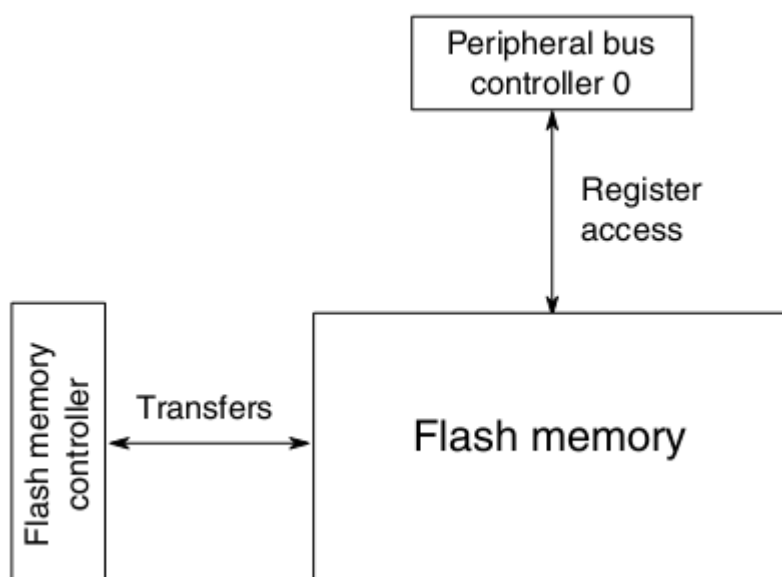 Peripheral bus
controller 0
Register
access
Flash memory
controller
Transfers
Flash memory